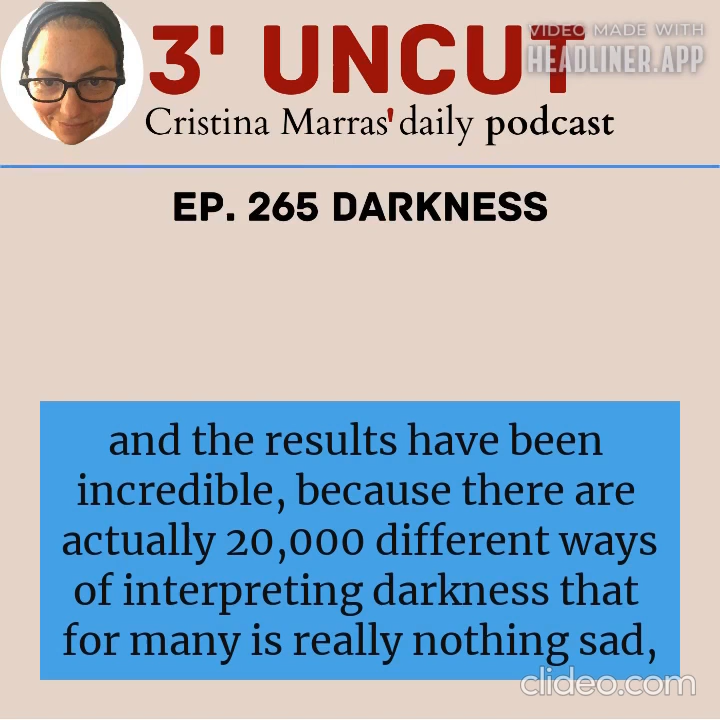 VIDEO MADE WITH
HEADLINER.APP
3' UNCUT
Cristina Marras' daily podcast
EP. 265 DARKNESS
and the results have been
incredible, because there are
actually 20,000 different ways
of interpreting darkness that
for many is really nothing sad,
clideo.com